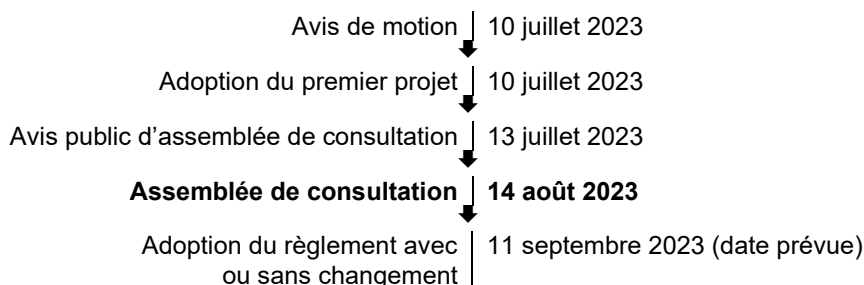 Avis de motion 10 juillet 2023
Adoption du premier projet 10 juillet 2023
Avis public d’assemblée de consultation 13 juillet 2023
Assemblée de consultation 14 août 2023
Adoption du règlement avec 11 septembre 2023 (date prévue)
ou sans changement